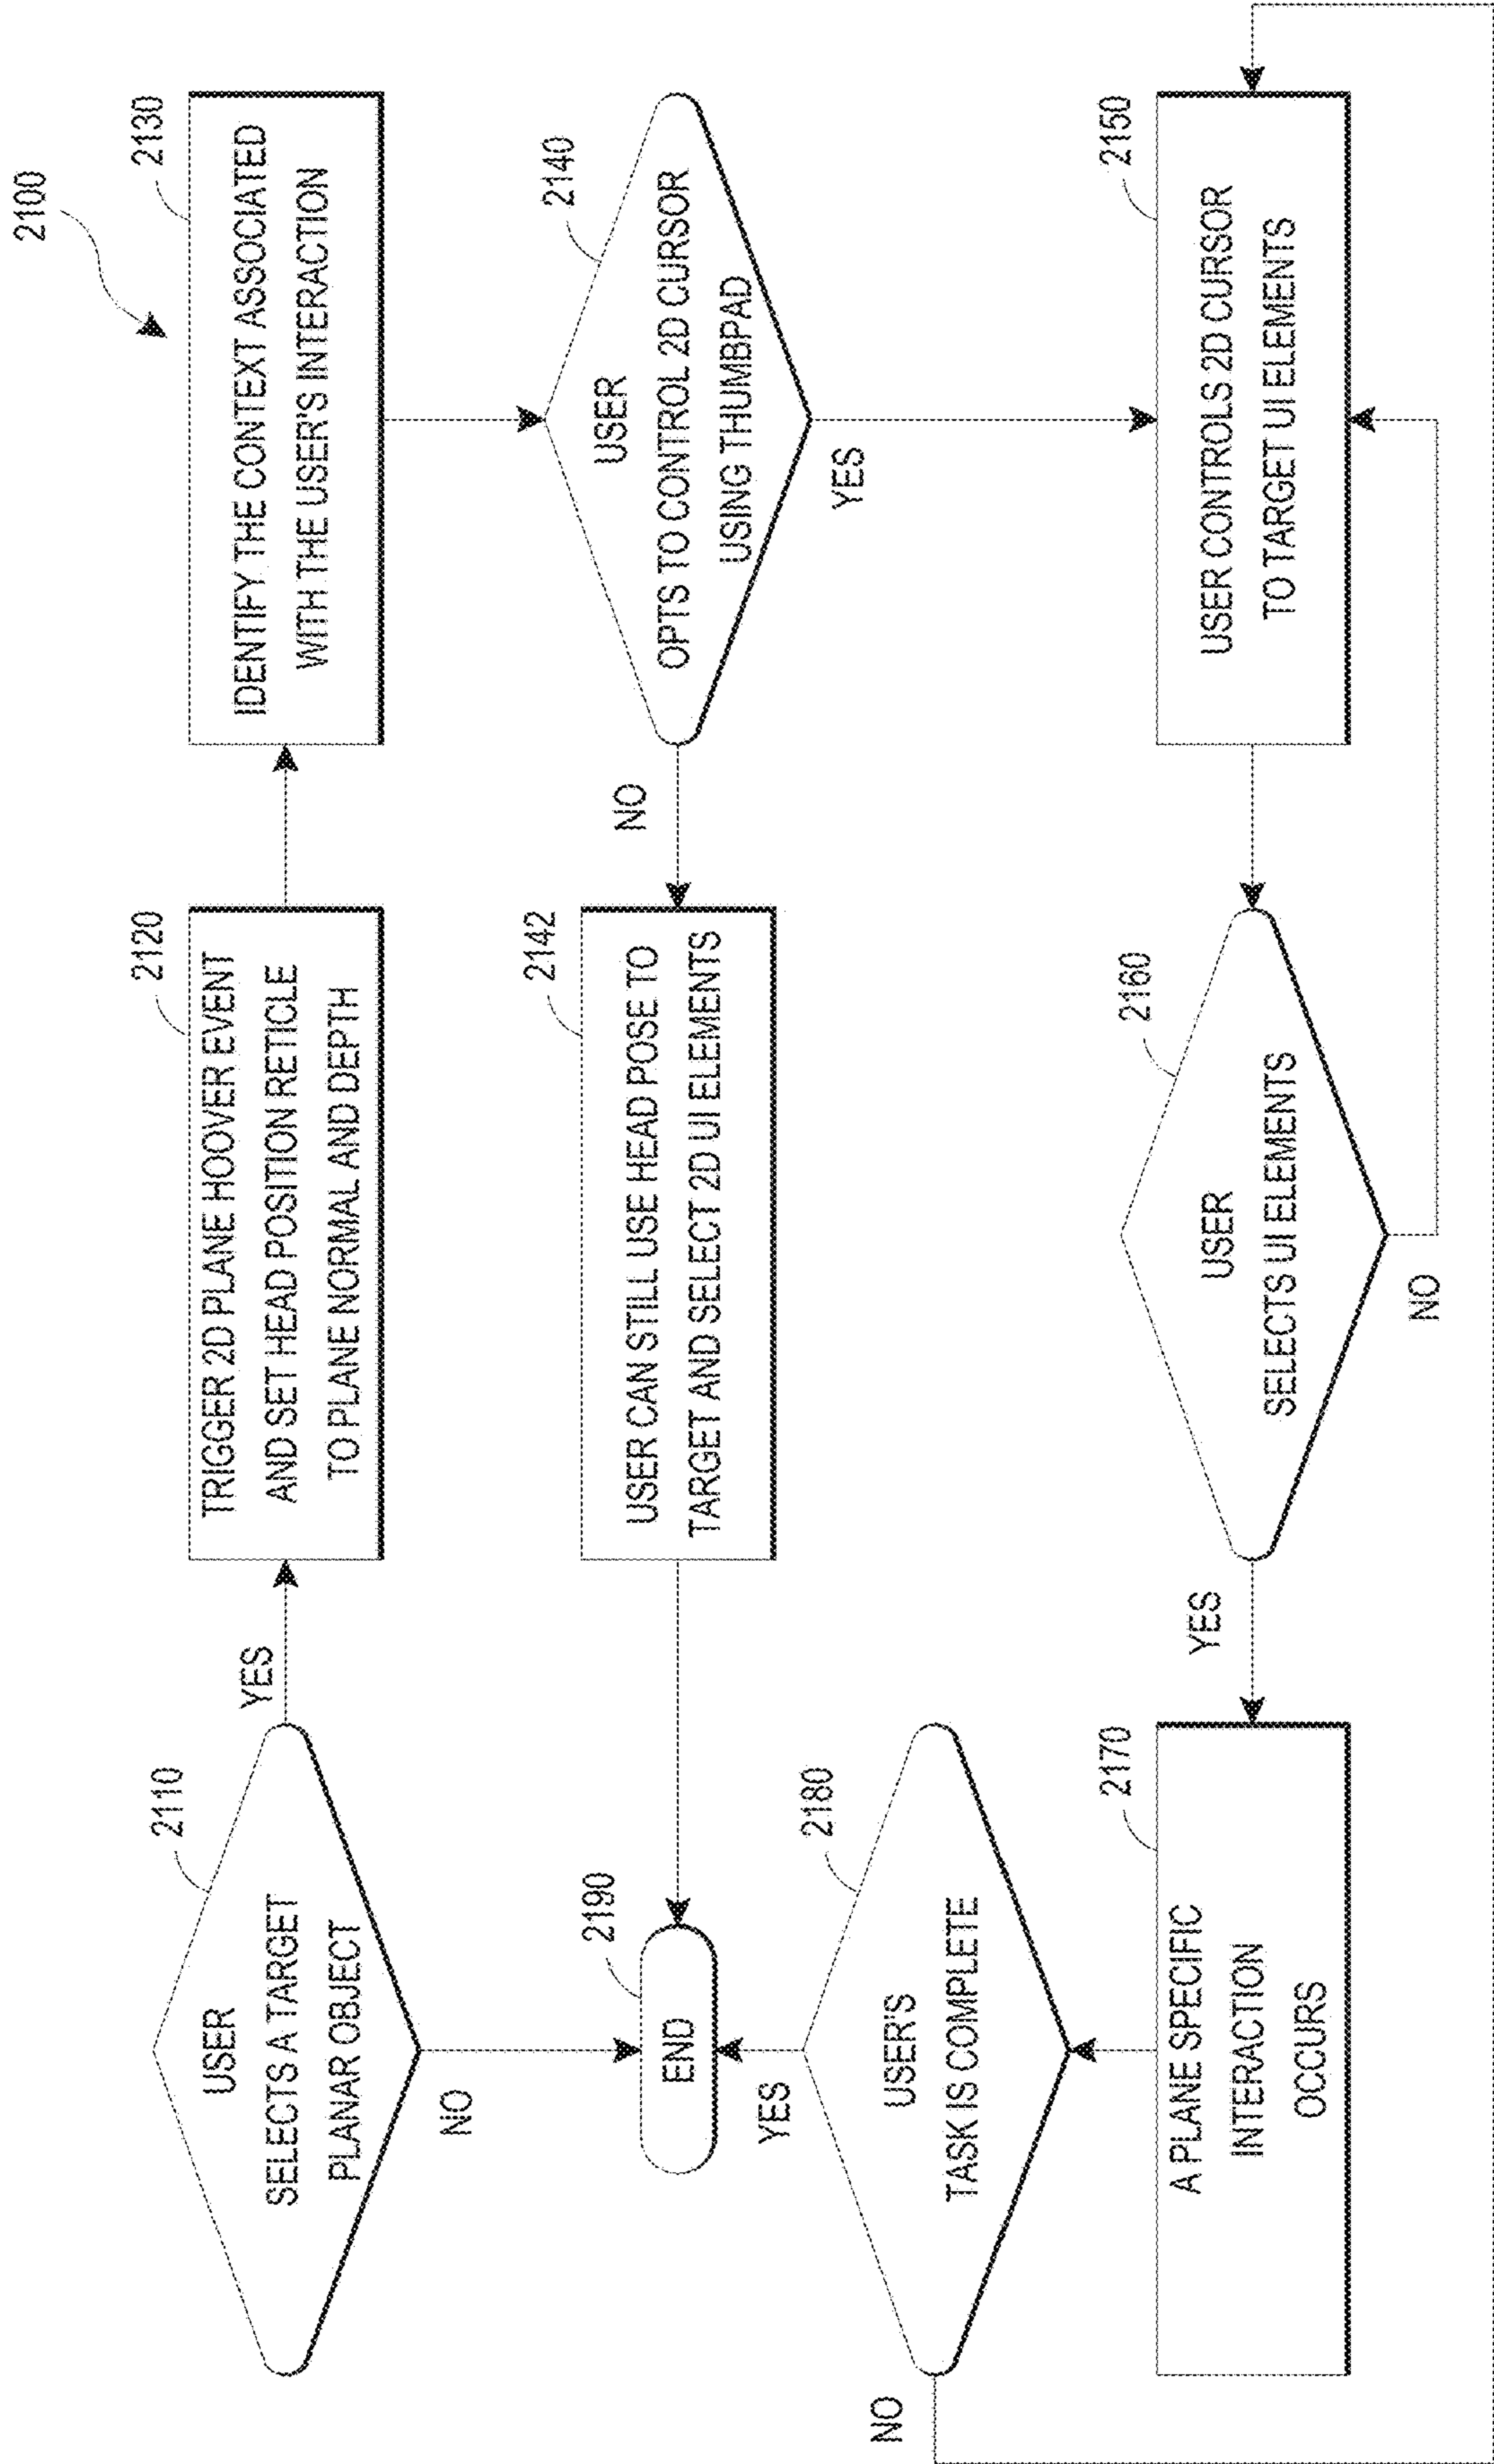 2100
2110
USER
SELECTS A TARGET
PLANAR OBJECT
YES
NO
2120
TRIGGER 2D PLANE HOOVER EVENT
AND SET HEAD POSITION RETICLE
TO PLANE NORMAL AND DEPTH
2130
IDENTIFY THE CONTEXT ASSOCIATED
WITH THE USER'S INTERACTION
2190
END
2142
USER CAN STILL USE HEAD POSE TO
TARGET AND SELECT 2D UI ELEMENTS
NO
2140
USER
OPTS TO CONTROL 2D CURSOR
USING THUMBPAD
YES
YES
2180
USER'S
TASK IS COMPLETE
NO
2170
A PLANE SPECIFIC
INTERACTION
OCCURS
YES
2160
USER
SELECTS UI ELEMENTS
NO
2150
USER CONTROLS 2D CURSOR
TO TARGET UI ELEMENTS